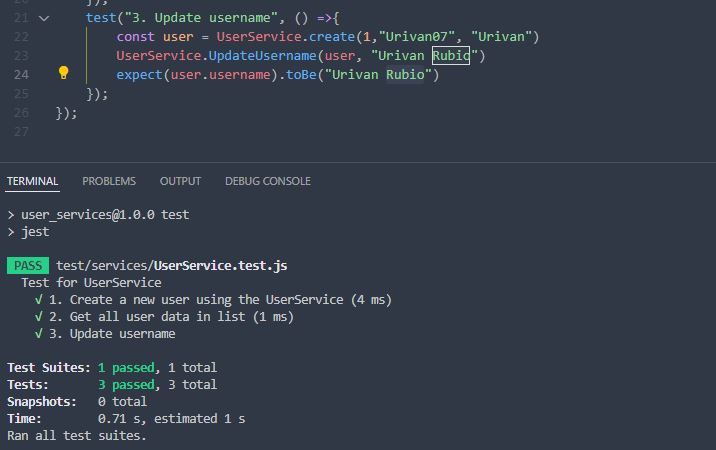 20 });
21 test("3. Update username", () =>{
22 const user = UserService.create(1,"Urivan07", "Urivan")
23 UserService.UpdateUsername(user, "Urivan Rubio")
24 expect(user.username).toBe("Urivan Rubio")
25 });
26 });
27
TERMINAL PROBLEMS OUTPUT DEBUG CONSOLE
> user_services@1.0.0 test
> jest
PASS test/services/UserService.test.js
Test for UserService
√ 1. Create a new user using the UserService (4 ms)
√ 2. Get all user data in list (1 ms)
√ 3. Update username
Test Suites: 1 passed, 1 total
Tests: 3 passed, 3 total
Snapshots: 0 total
Time: 0.71 s, estimated 1 s
Ran all test suites.